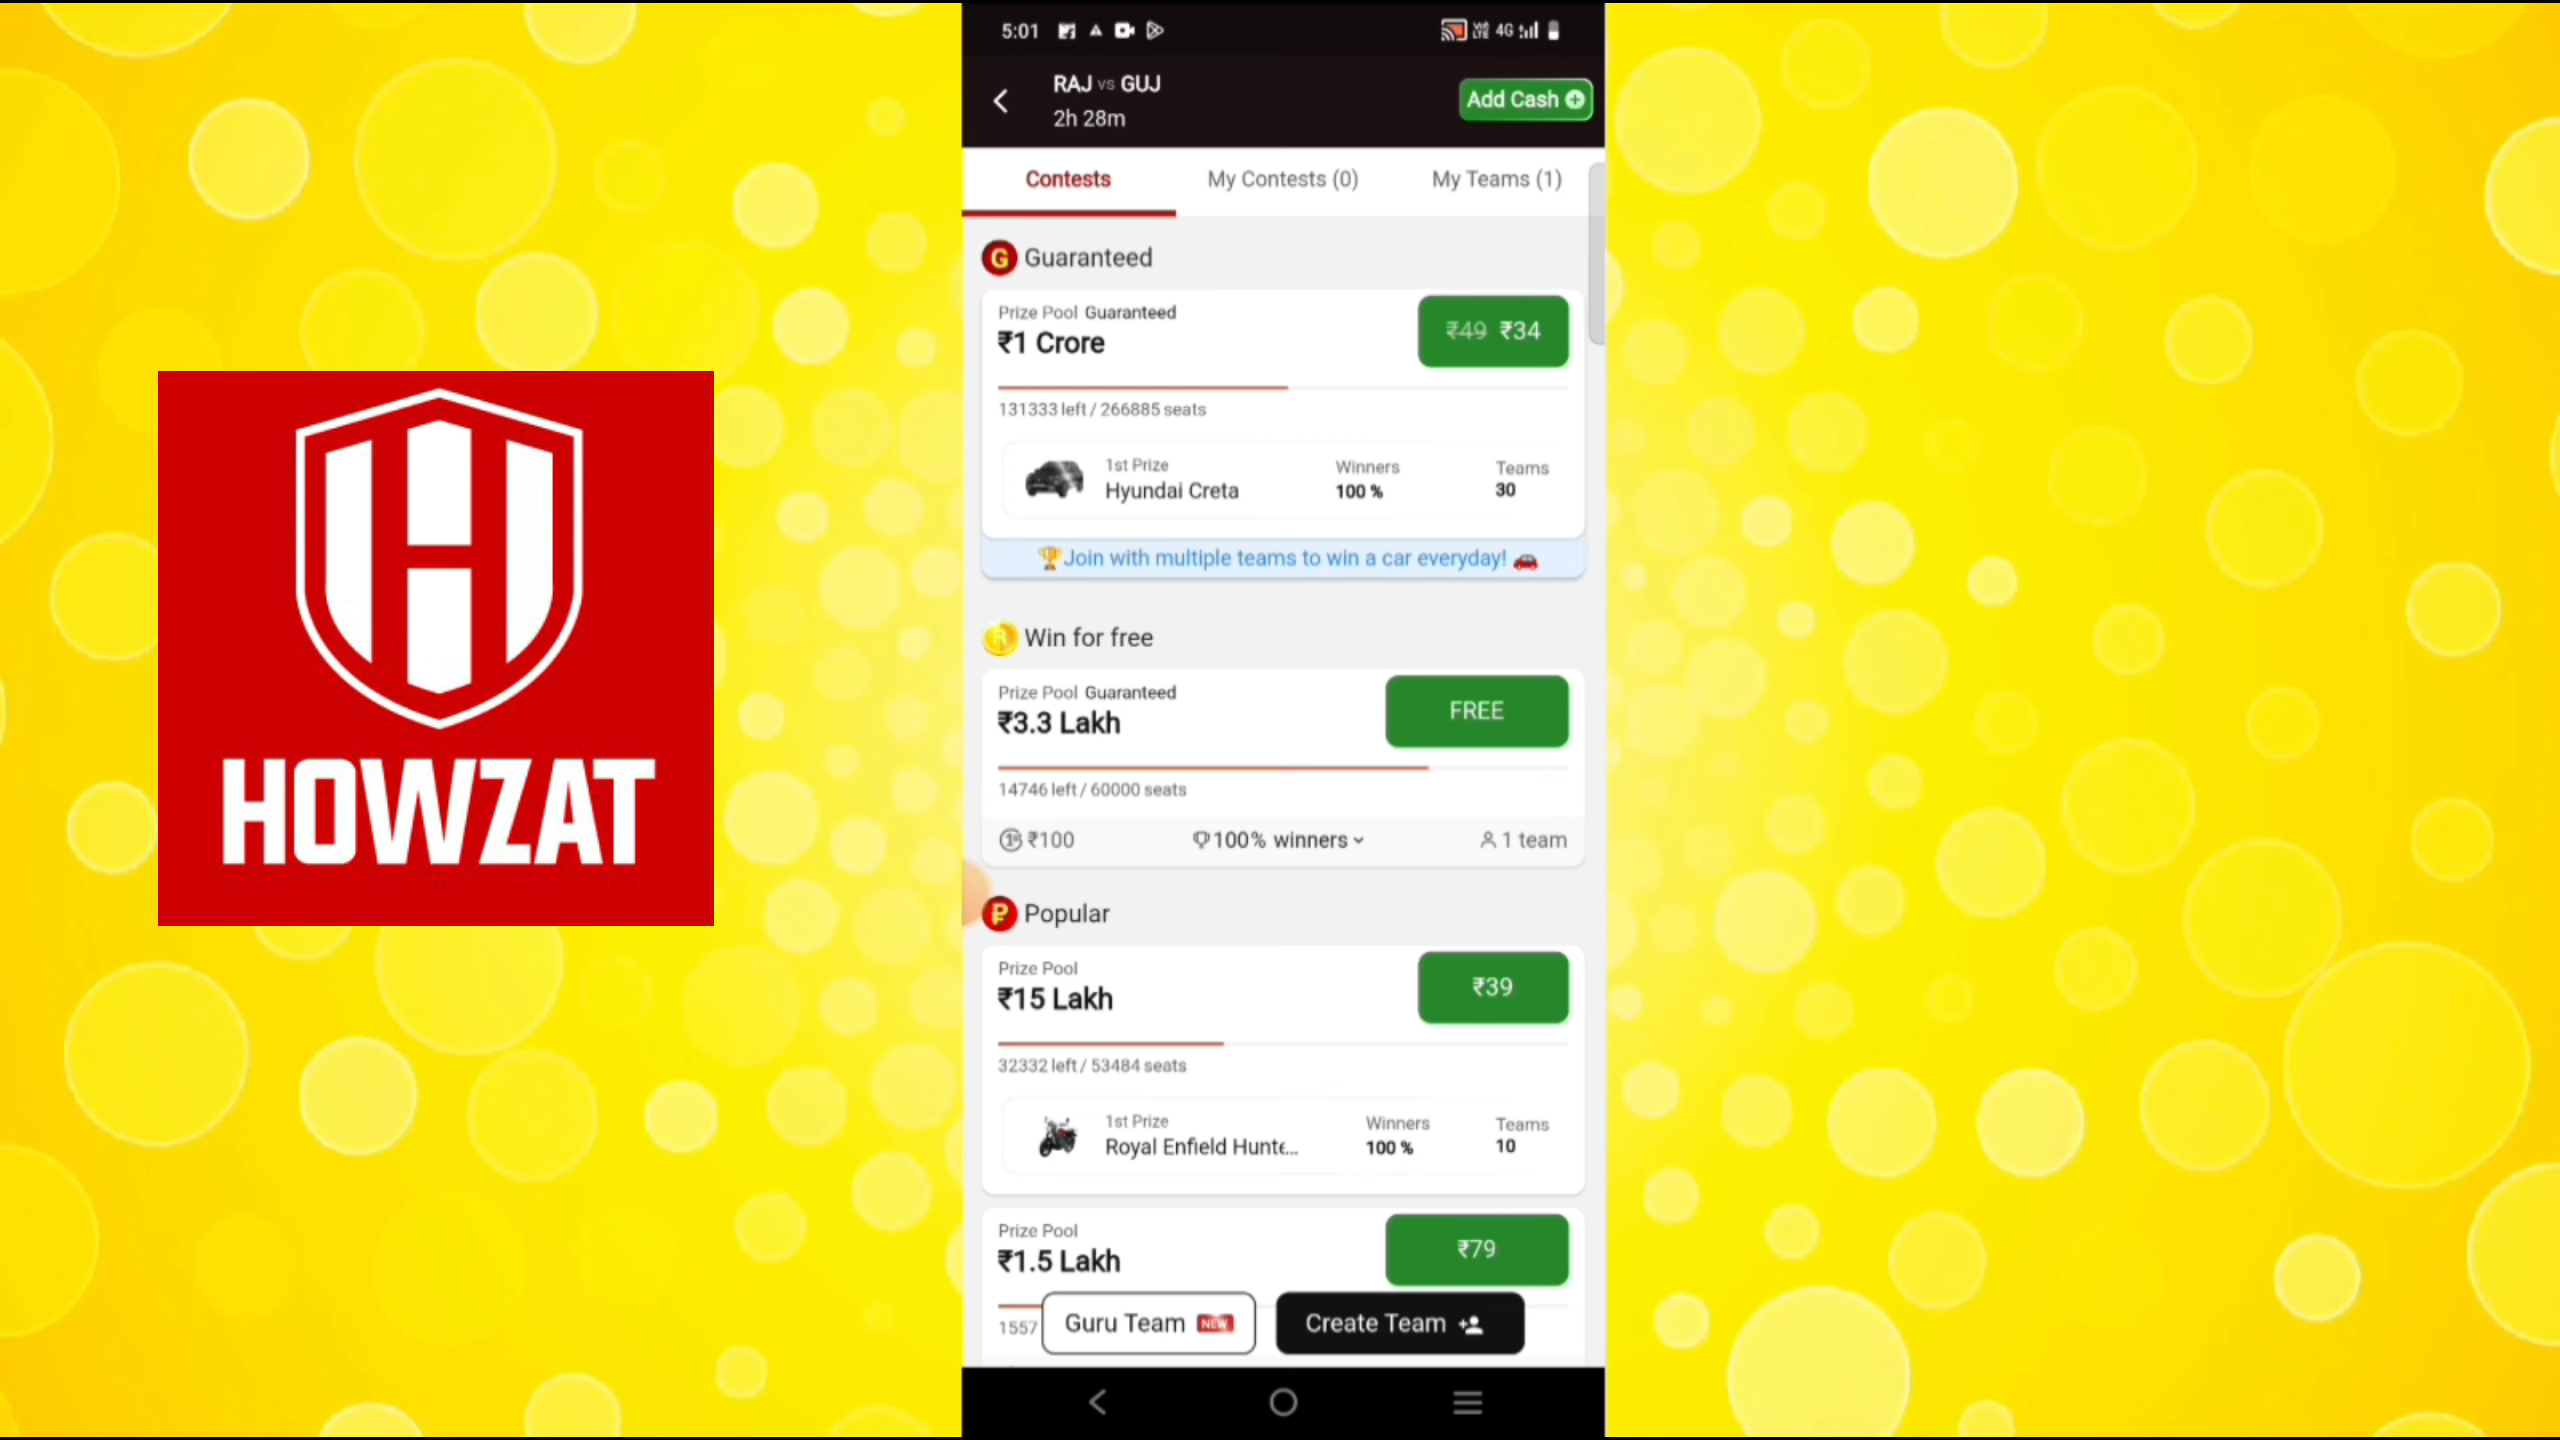 HOWZAT
5:01
VoLTE 4G
RAJ vs GUJ
2h 28m
Add Cash
Contests
My Contests (0)
My Teams (1)
G Guaranteed
Prize Pool Guaranteed
₹1 Crore
₹49 ₹34
131333 left / 266885 seats
1st Prize
Hyundai Creta
Winners
100 %
Teams
30
Join with multiple teams to win a car everyday!
Win for free
Prize Pool Guaranteed
₹3.3 Lakh
FREE
14746 left / 60000 seats
₹100
100% winners
1 team
Popular
Prize Pool
₹15 Lakh
₹39
32332 left / 53484 seats
1st Prize
Royal Enfield Hunte...
Winners
100 %
Teams
10
Prize Pool
₹1.5 Lakh
₹79
1557
Guru Team NEW
Create Team